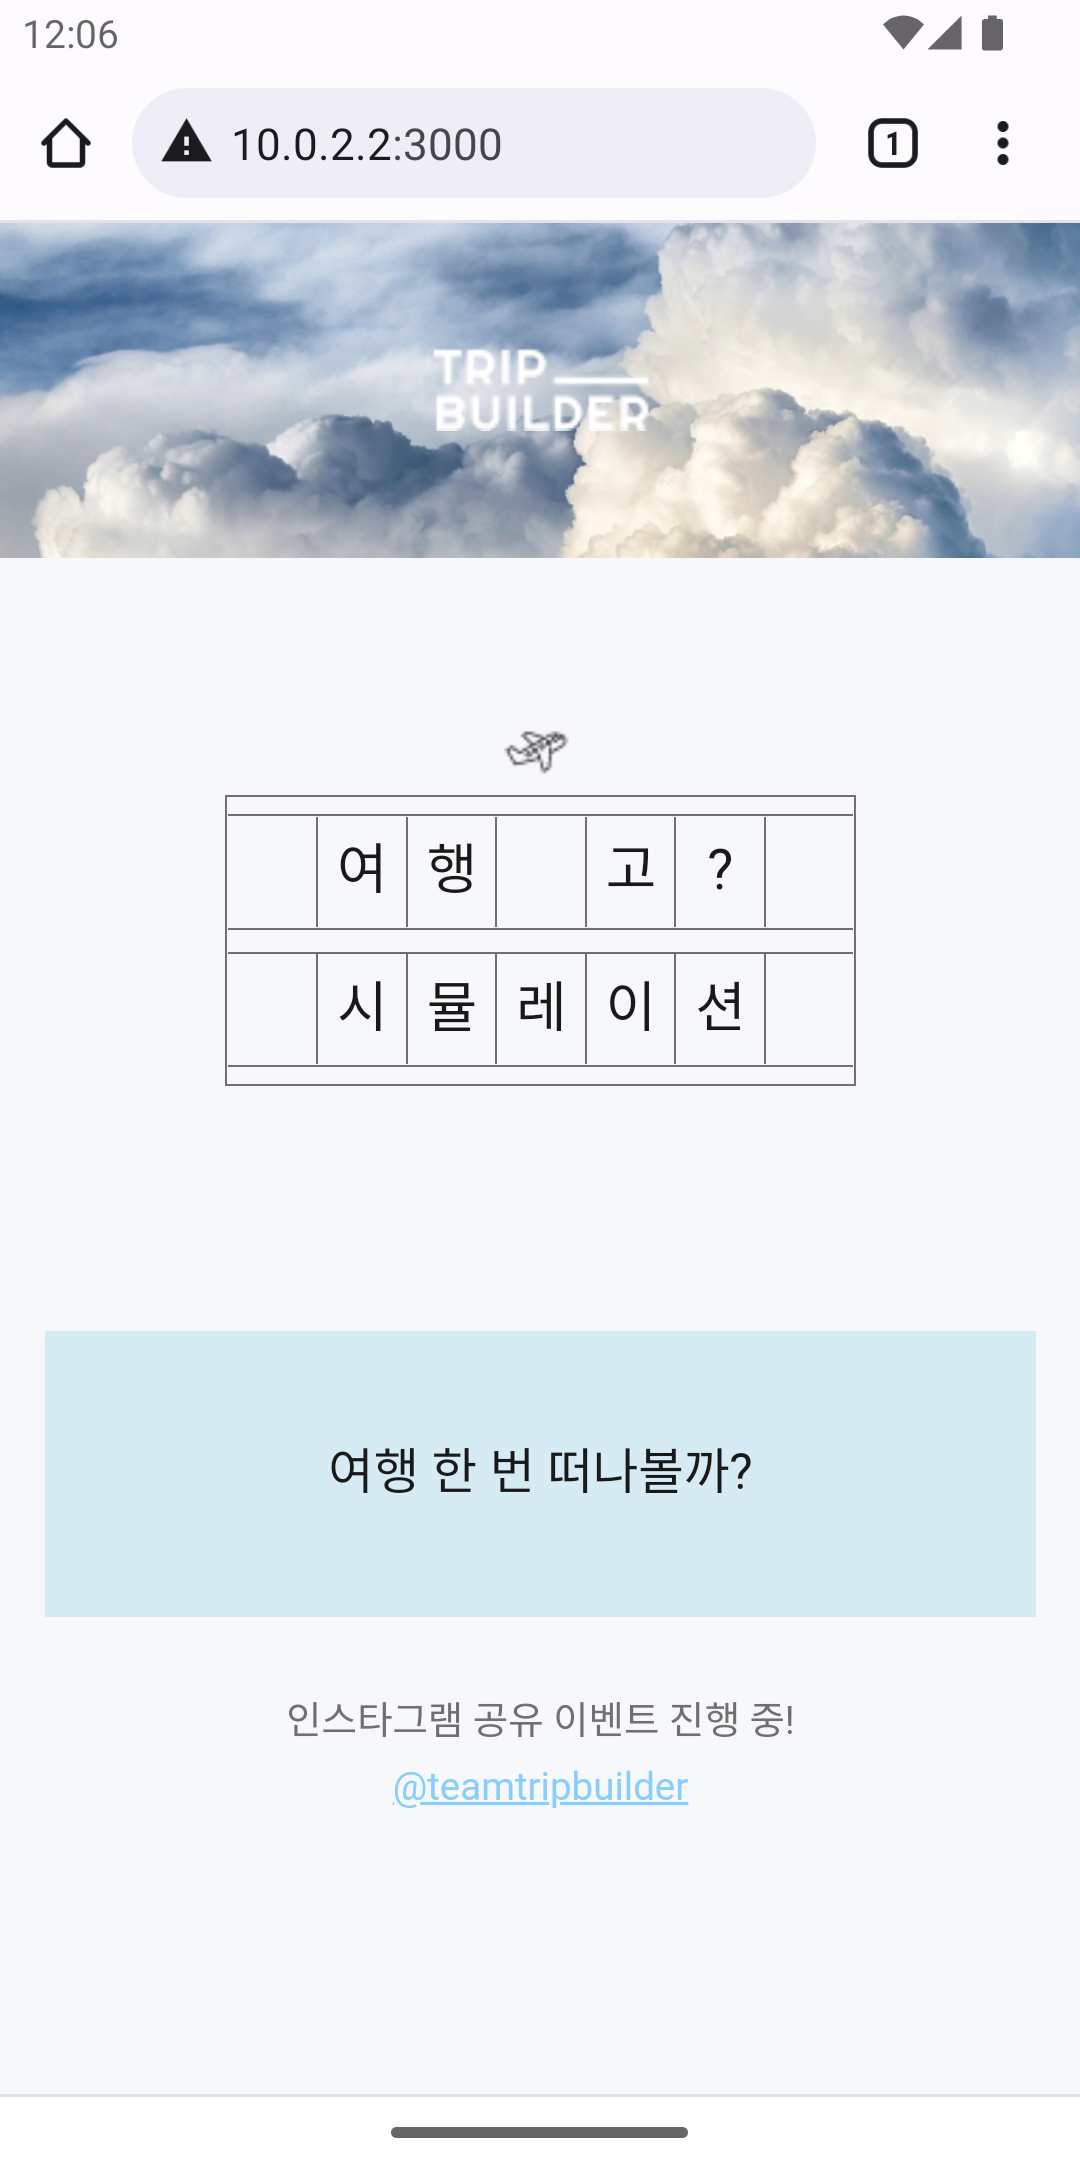 12:06
10.0.2.2:3000
1
TRIP
BUILDER
여행 고?
시뮬레이션
여행 한 번 떠나볼까?
인스타그램 공유 이벤트 진행 중!
@teamtripbuilder